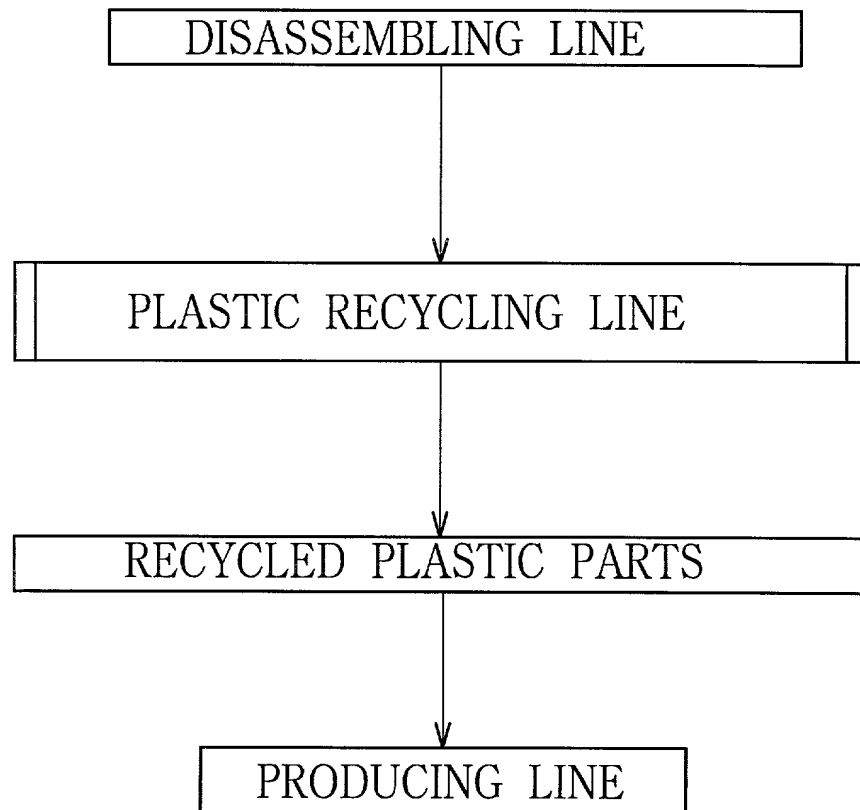 DISASSEMBLING LINE
PLASTIC RECYCLING LINE
RECYCLED PLASTIC PARTS
PRODUCING LINE